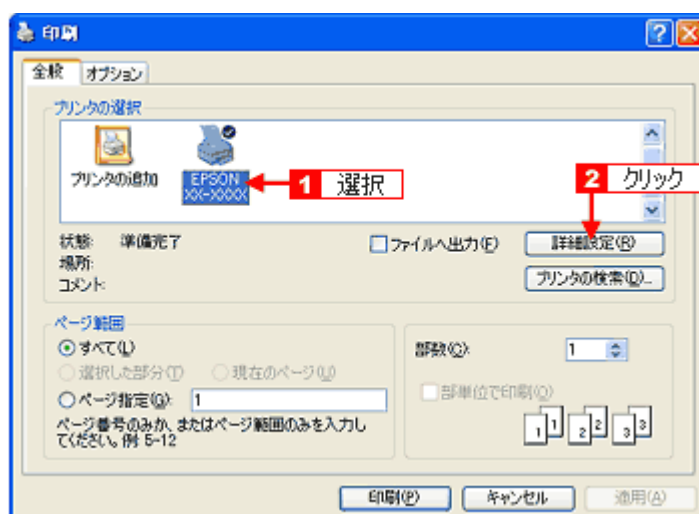 印刷
全般 オプション
プリンタの選択
プリンタの追加
EPSON
XX-XXXX
1 選択
2 クリック
状態: 準備完了
場所:
コメント:
ファイルへ出力(F)
詳細設定(R)
プリンタの検索(D)...
ページ範囲
すべて(L)
選択した部分(T) 現在のページ(U)
ページ指定(G): 1
ページ番号のみか、またはページ範囲のみを入力し
てください。例 5-12
部数(C): 1
部単位で印刷(O)
1 1 2 2 3 3
印刷(P) キャンセル 適用(A)